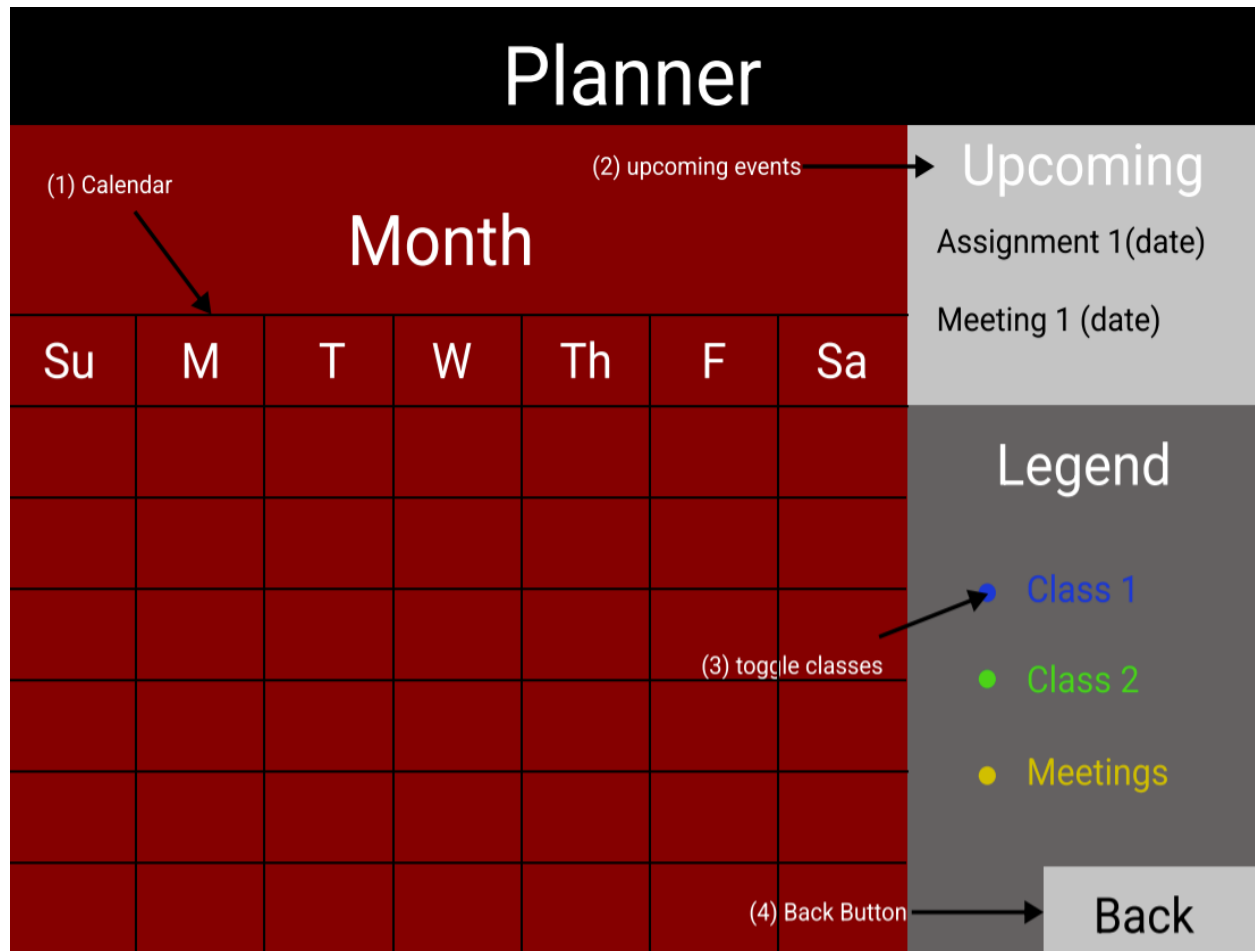 Planner
(1) Calendar
(2) upcoming events
Month
Su M T W Th F Sa
(3) toggle classes
(4) Back Button
Upcoming
Assignment 1(date)
Meeting 1 (date)
Legend
Class 1
Class 2
Meetings
Back